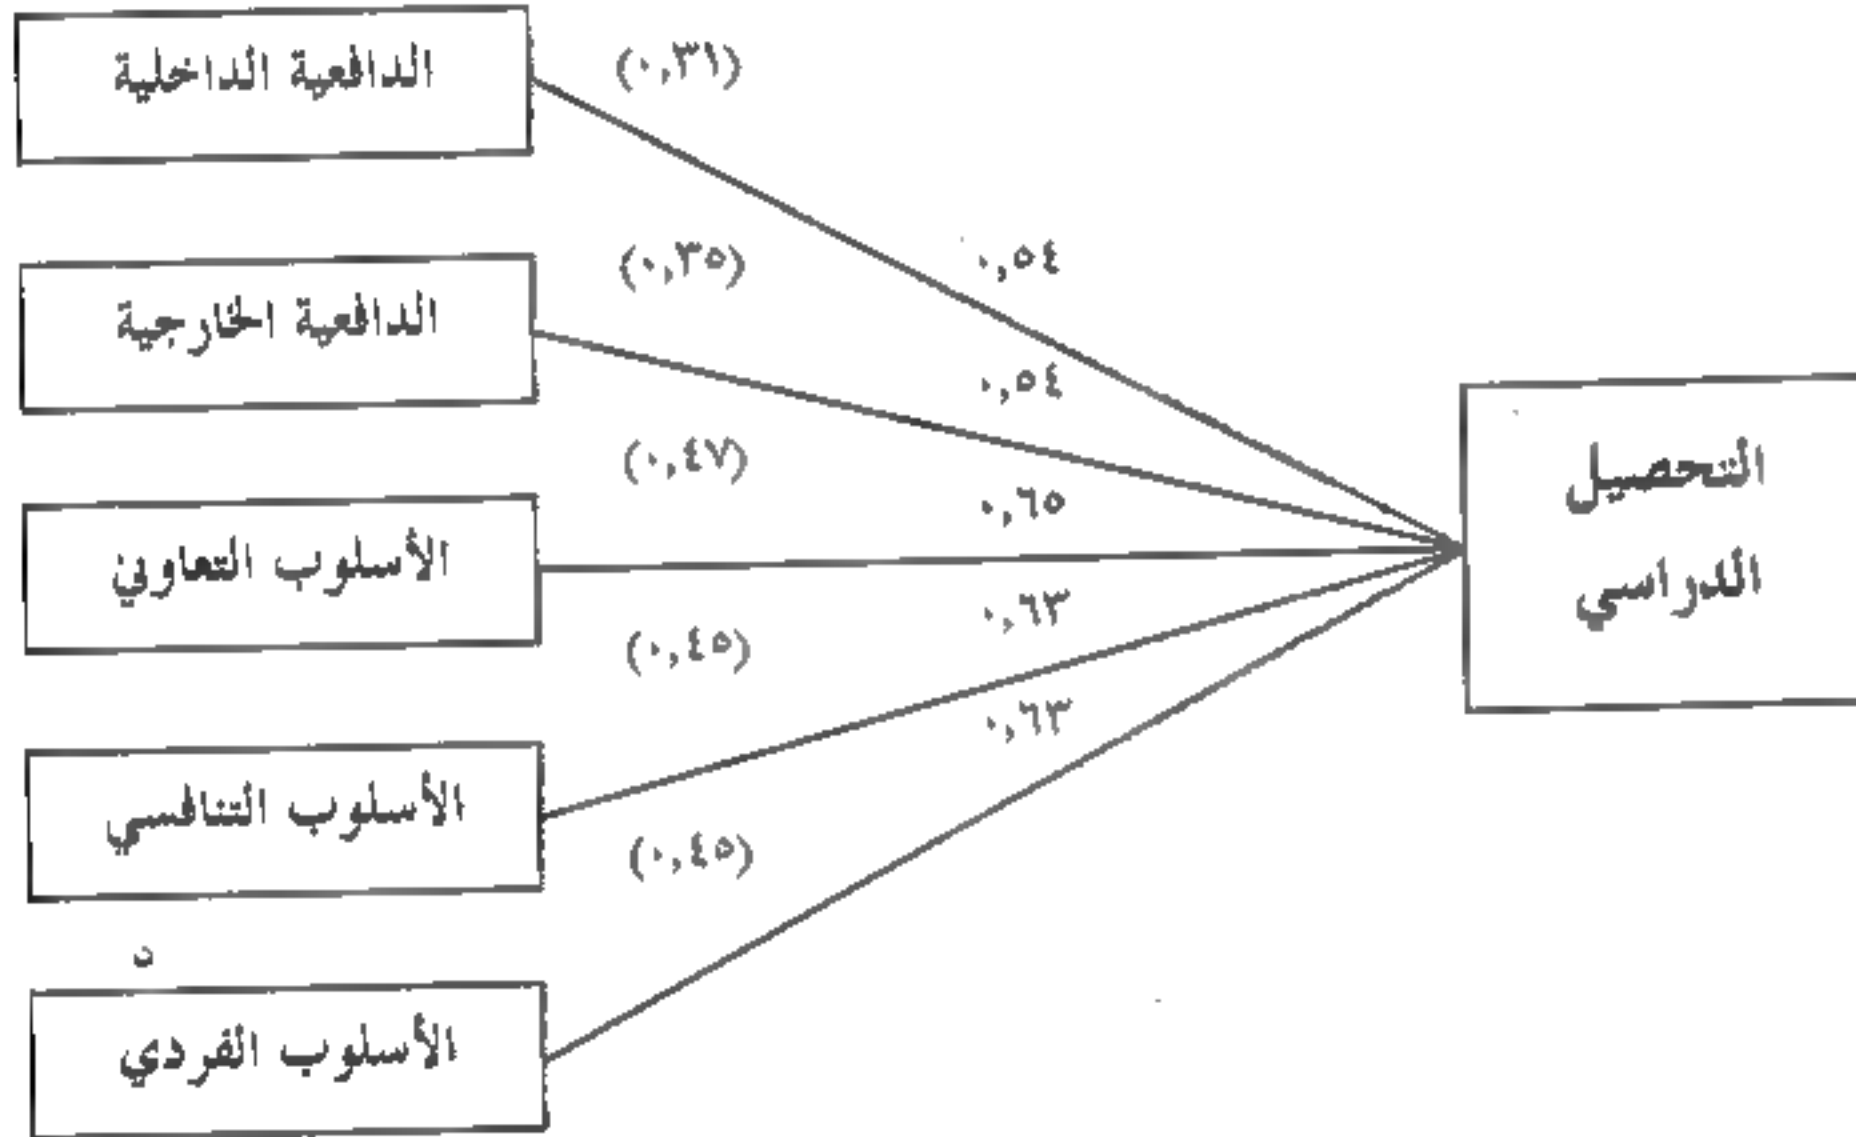 الدافعية الداخلية
(٠,٣١)
الدافعية الخارجية
(٠,٣٥)
٠,٥٤
٠,٥٤
(٠,٤٧)
الأسلوب التعاوني
٠,٦٥
التحصيل
الدراسي
٠,٦٣
(٠,٤٥)
٠,٦٣
الأسلوب التنافسي
(٠,٤٥)
الأسلوب الفردي